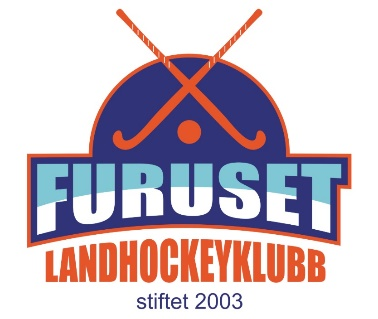 FURUSET
LANDHOCKEYKLUBB
stiftet 2003